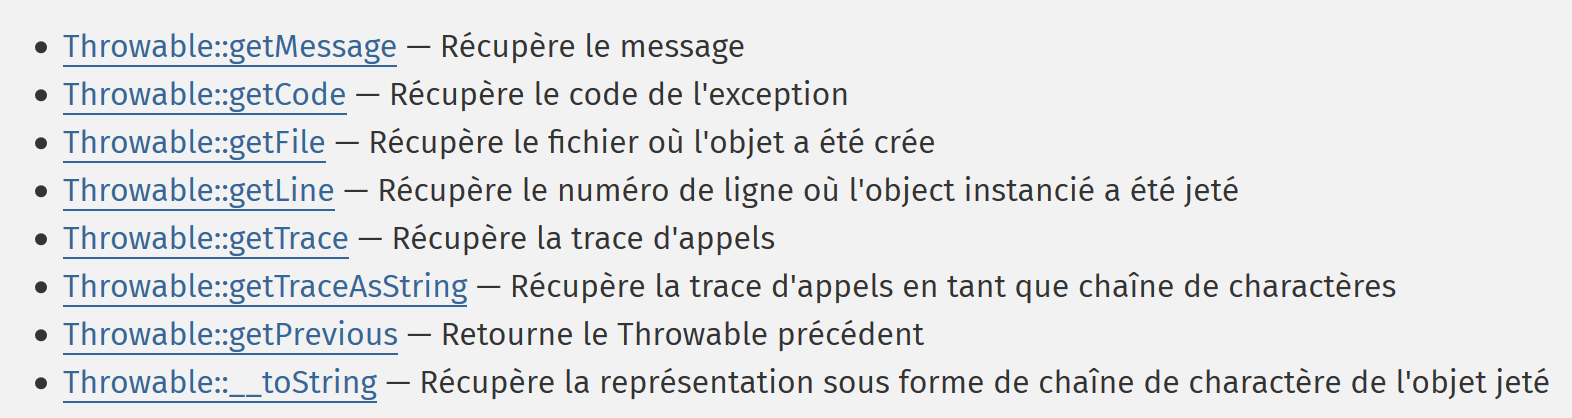 • Throwable::getMessage — Récupère le message
• Throwable::getCode — Récupère le code de l'exception
• Throwable::getFile — Récupère le fichier où l'objet a été crée
• Throwable::getLine — Récupère le numéro de ligne où l'object instancié a été jeté
• Throwable::getTrace — Récupère la trace d'appels
• Throwable::getTraceAsString — Récupère la trace d'appels en tant que chaîne de charactères
• Throwable::getPrevious — Retourne le Throwable précédent
• Throwable::__toString — Récupère la représentation sous forme de chaîne de charactère de l'objet jeté